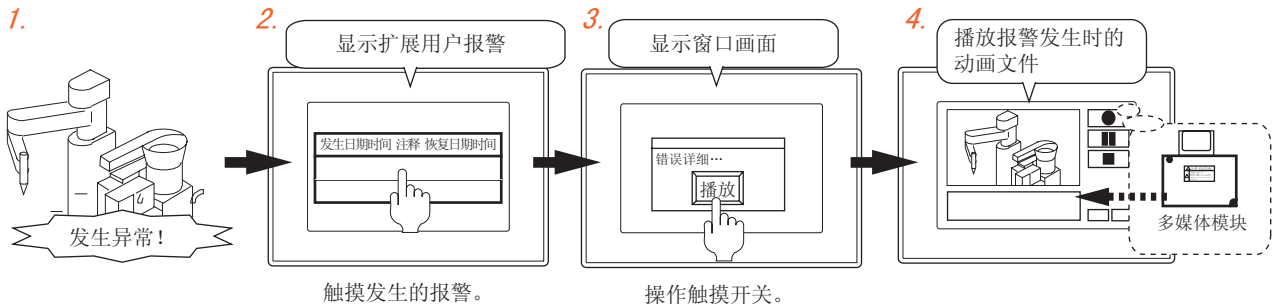 1.
发生异常!
2.
显示扩展用户报警
发生日期时间 注释 恢复日期时间
触摸发生的报警。
3.
显示窗口画面
错误详细…
播放
操作触摸开关。
4.
播放报警发生时的
动画文件
多媒体模块